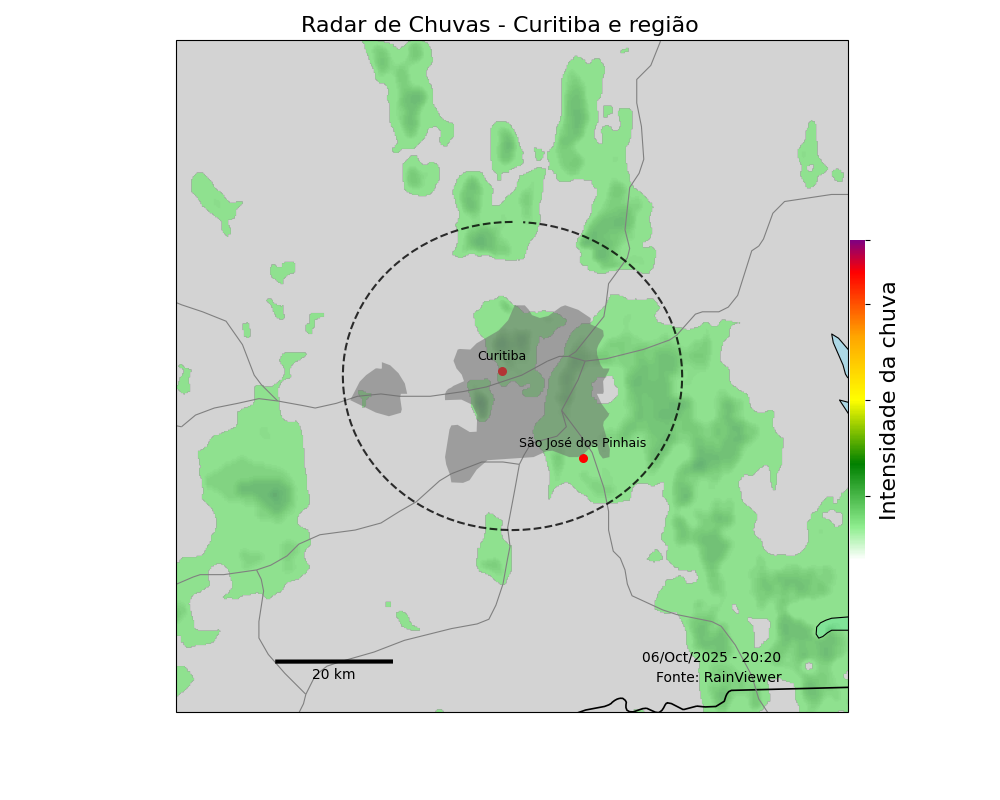 Radar de Chuvas - Curitiba e região
Curitiba
São José dos Pinhais
Intensidade da chuva
20 km
06/Oct/2025 - 20:20
Fonte: RainViewer